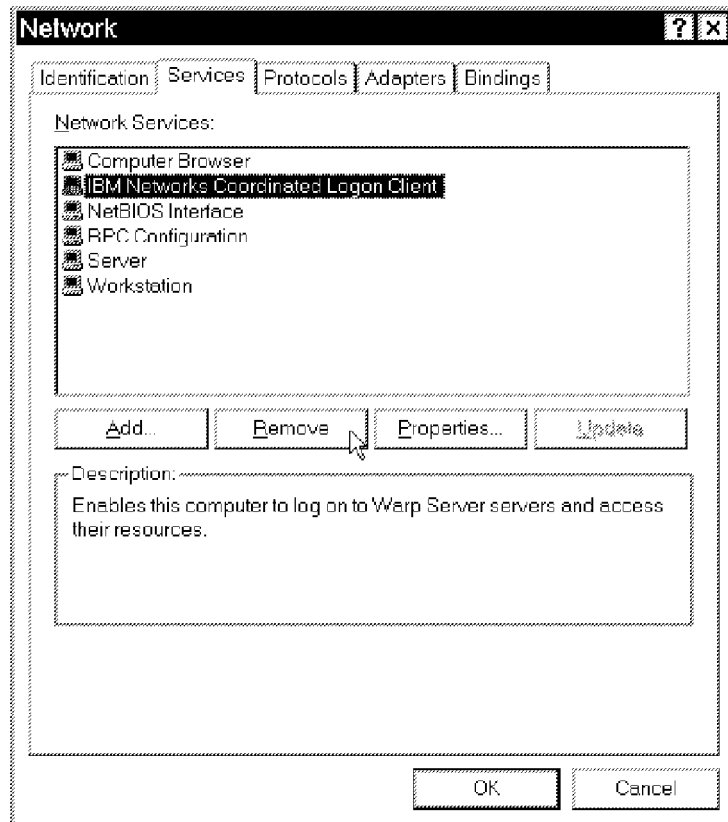 Network
? X
Identification Services Protocols Adapters Bindings
Network Services:
Computer Browser
IBM Networks Coordinated Logon Client
NetBIOS Interface
RPC Configuration
Server
Workstation
Add... Remove Properties... Update
Description:
Enables this computer to log on to Warp Server servers and access
their resources.
OK Cancel